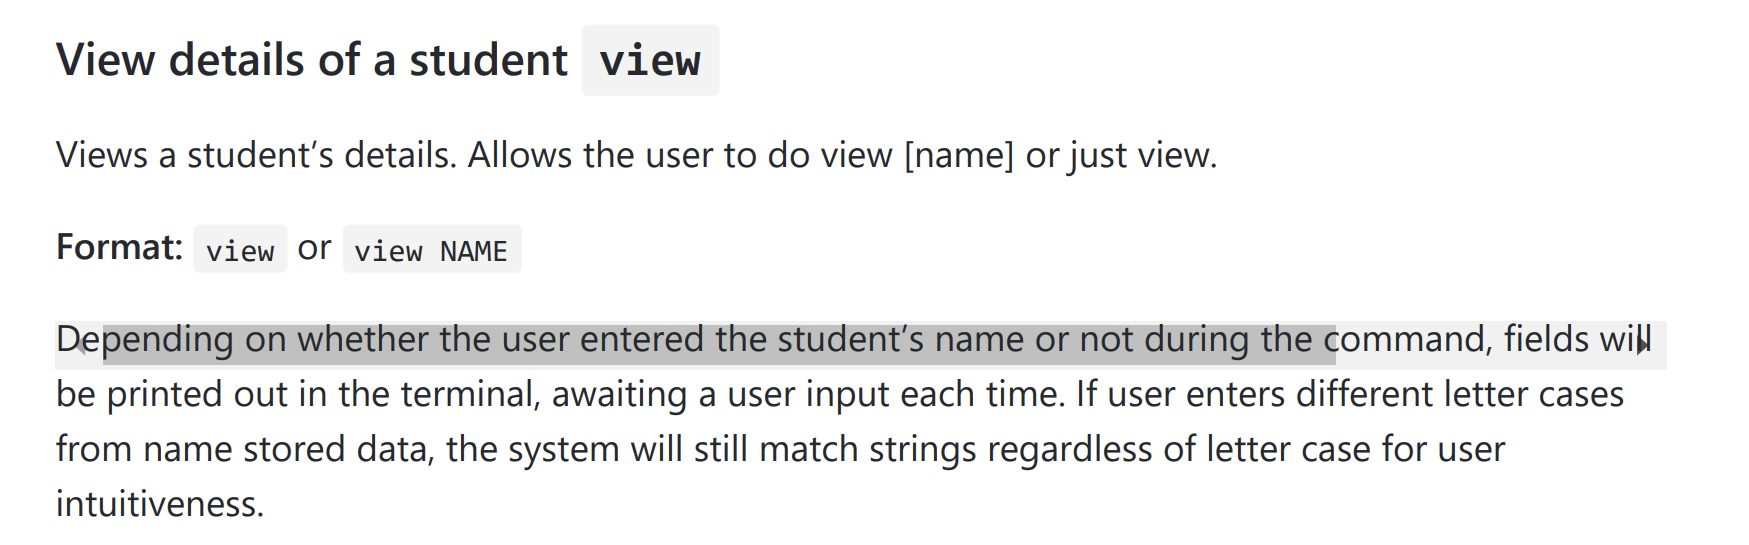 View details of a student view
Views a student’s details. Allows the user to do view [name] or just view.
Format: view or view NAME
Depending on whether the user entered the student’s name or not during the command, fields will
be printed out in the terminal, awaiting a user input each time. If user enters different letter cases
from name stored data, the system will still match strings regardless of letter case for user
intuitiveness.